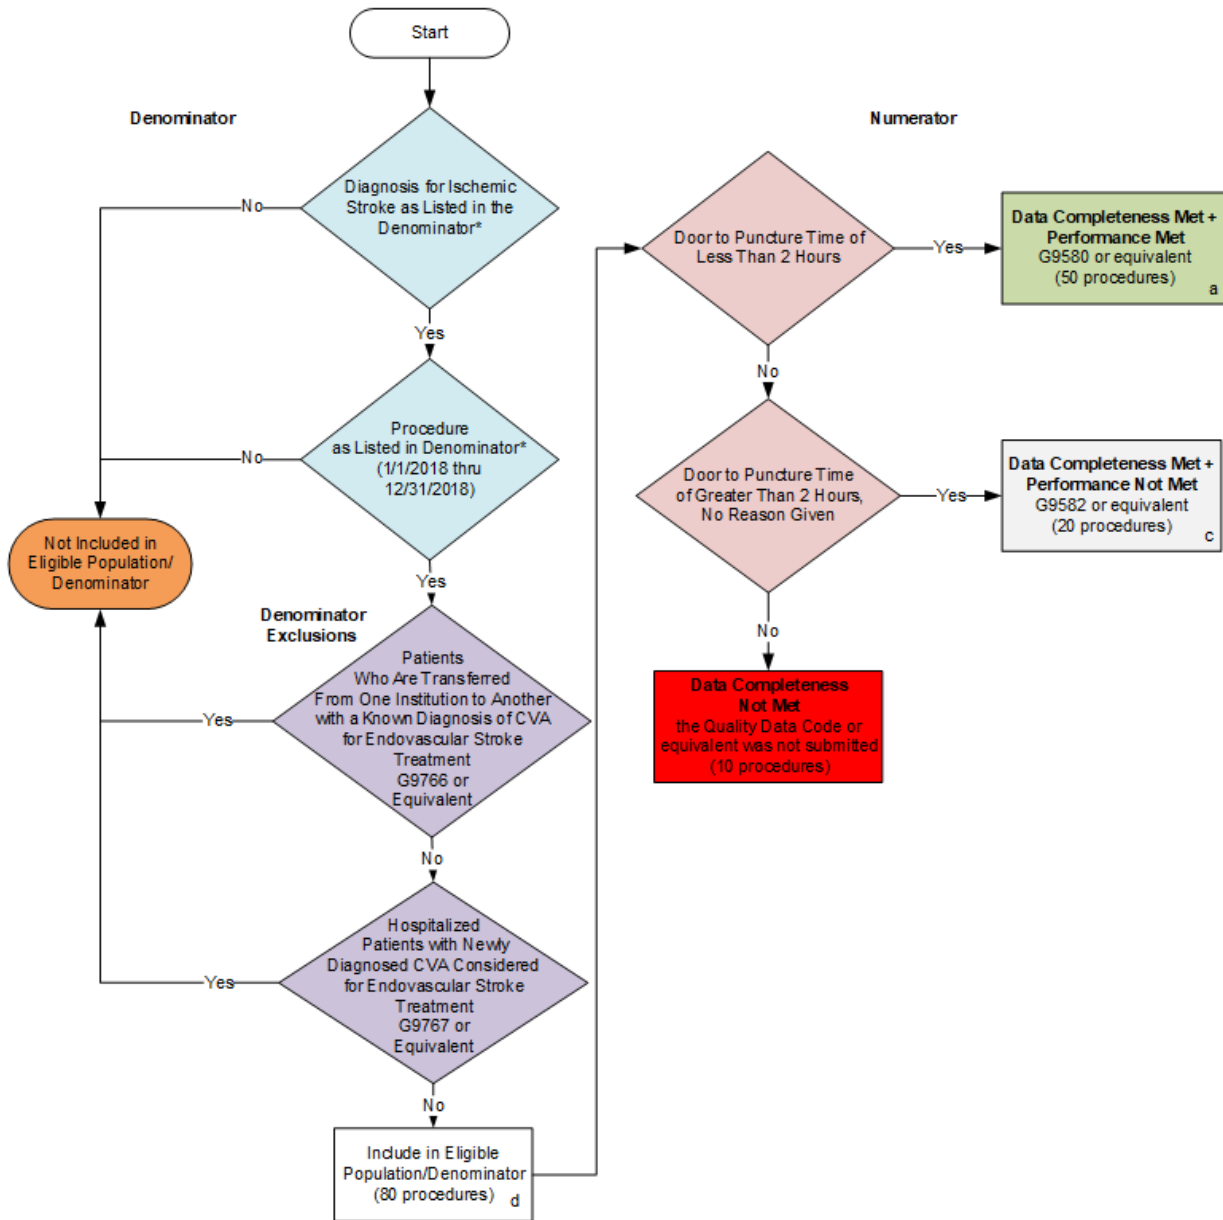 Start
Denominator
Diagnosis for Ischemic
Stroke as Listed in the
Denominator*
No
Yes
Procedure
as Listed in Denominator*
(1/1/2018 thru
12/31/2018)
No
Yes
Not Included in
Eligible Population/
Denominator
Denominator
Exclusions
Patients
Who Are Transferred
From One Institution to Another
with a Known Diagnosis of CVA
for Endovascular Stroke
Treatment
G9766 or
Equivalent
Yes
No
Hospitalized
Patients with Newly
Diagnosed CVA Considered
for Endovascular Stroke
Treatment
G9767 or
Equivalent
Yes
No
Include in Eligible
Population/Denominator
(80 procedures)
d
Numerator
Door to Puncture Time of
Less Than 2 Hours
Yes
Data Completeness Met +
Performance Met
G9580 or equivalent
(50 procedures)
a
No
Door to Puncture Time
of Greater Than 2 Hours,
No Reason Given
Yes
Data Completeness Met +
Performance Not Met
G9582 or equivalent
(20 procedures)
c
No
Data Completeness
Not Met
the Quality Data Code or
equivalent was not submitted
(10 procedures)